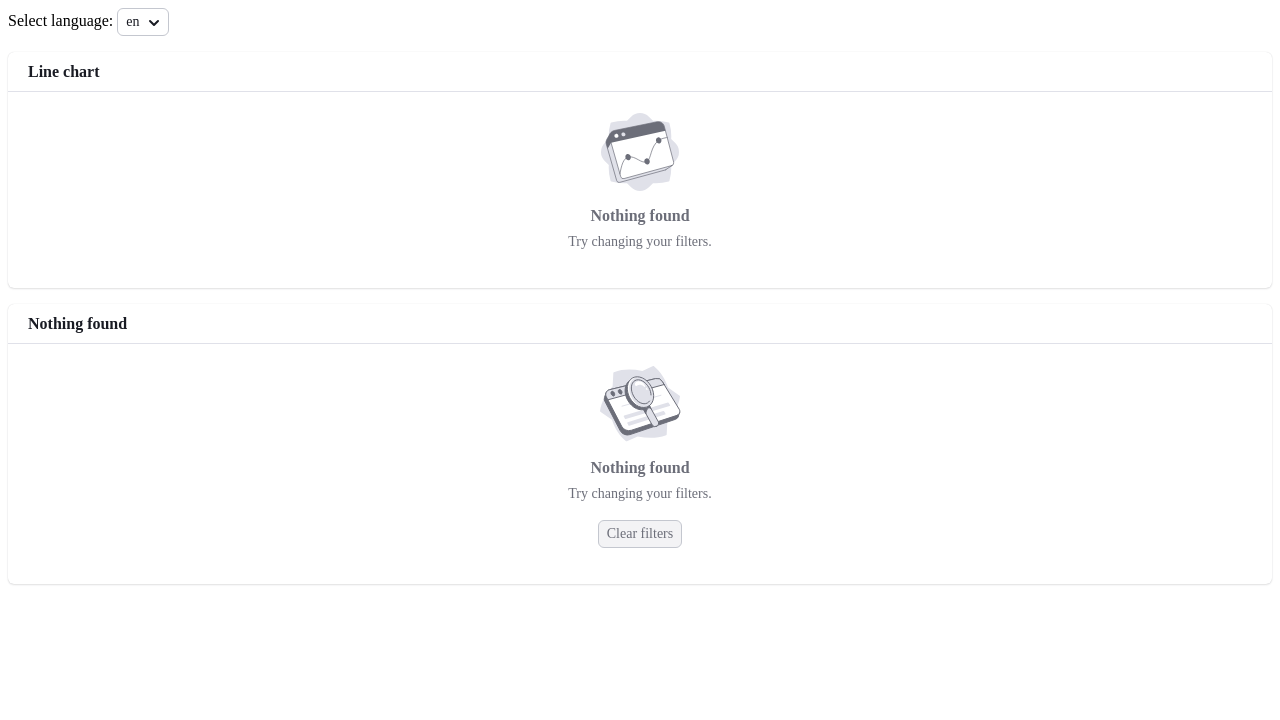 Select language: en
Line chart
Nothing found
Try changing your filters.
Nothing found
Nothing found
Try changing your filters.
Clear filters